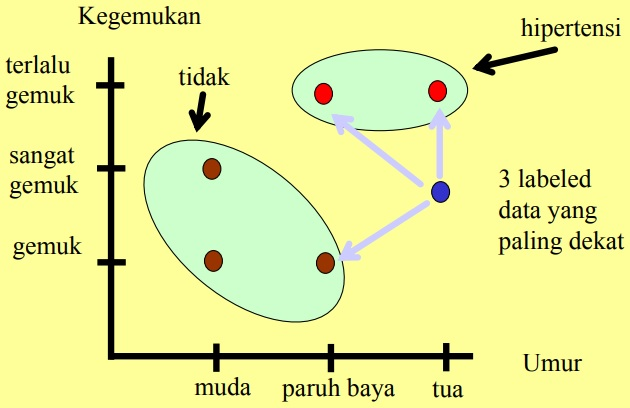 Kegemukan
hipertensi
terlalu
gemuk
tidak
sangat
gemuk
3 labeled
data yang
paling dekat
gemuk
Umur
muda
paruh baya
tua